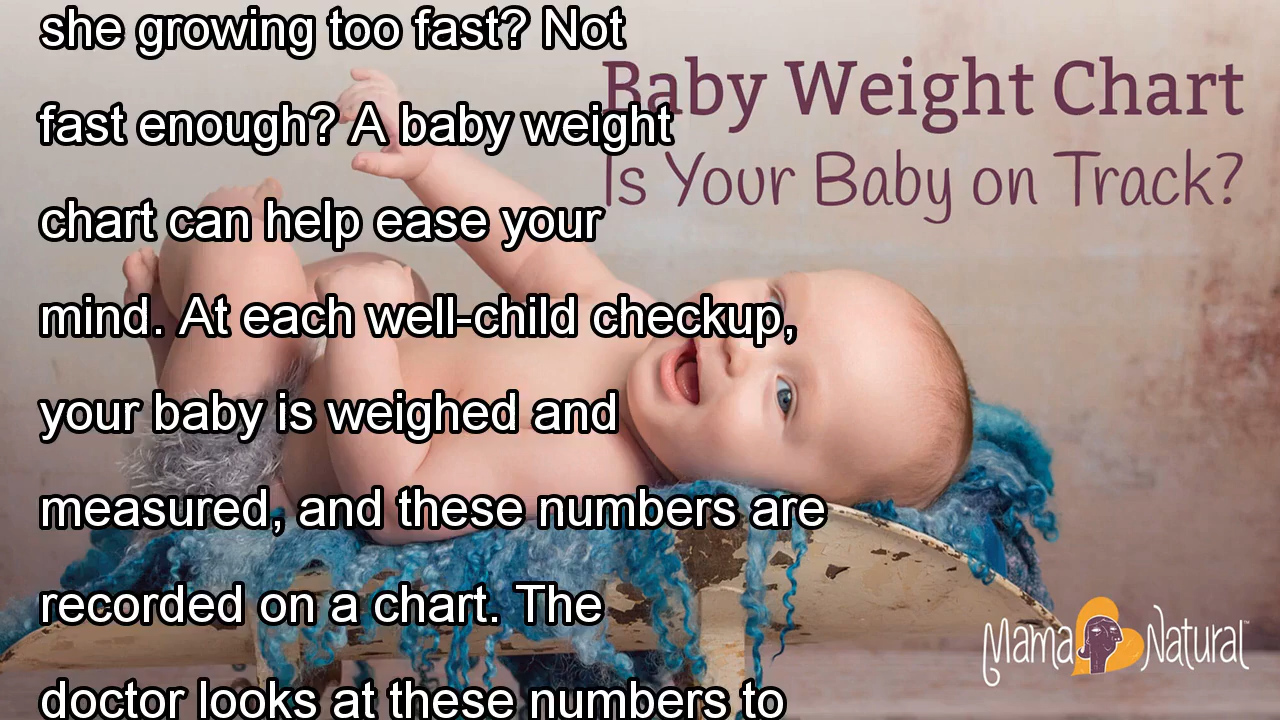 she growing too fast? Not
fast enough? A baby weight
chart can help ease your
mind. At each well-child checkup,
your baby is weighed and
measured, and these numbers are
recorded on a chart. The
doctor looks at these numbers to
Baby Weight Chart
Is Your Baby on Track?
Mama Natural™